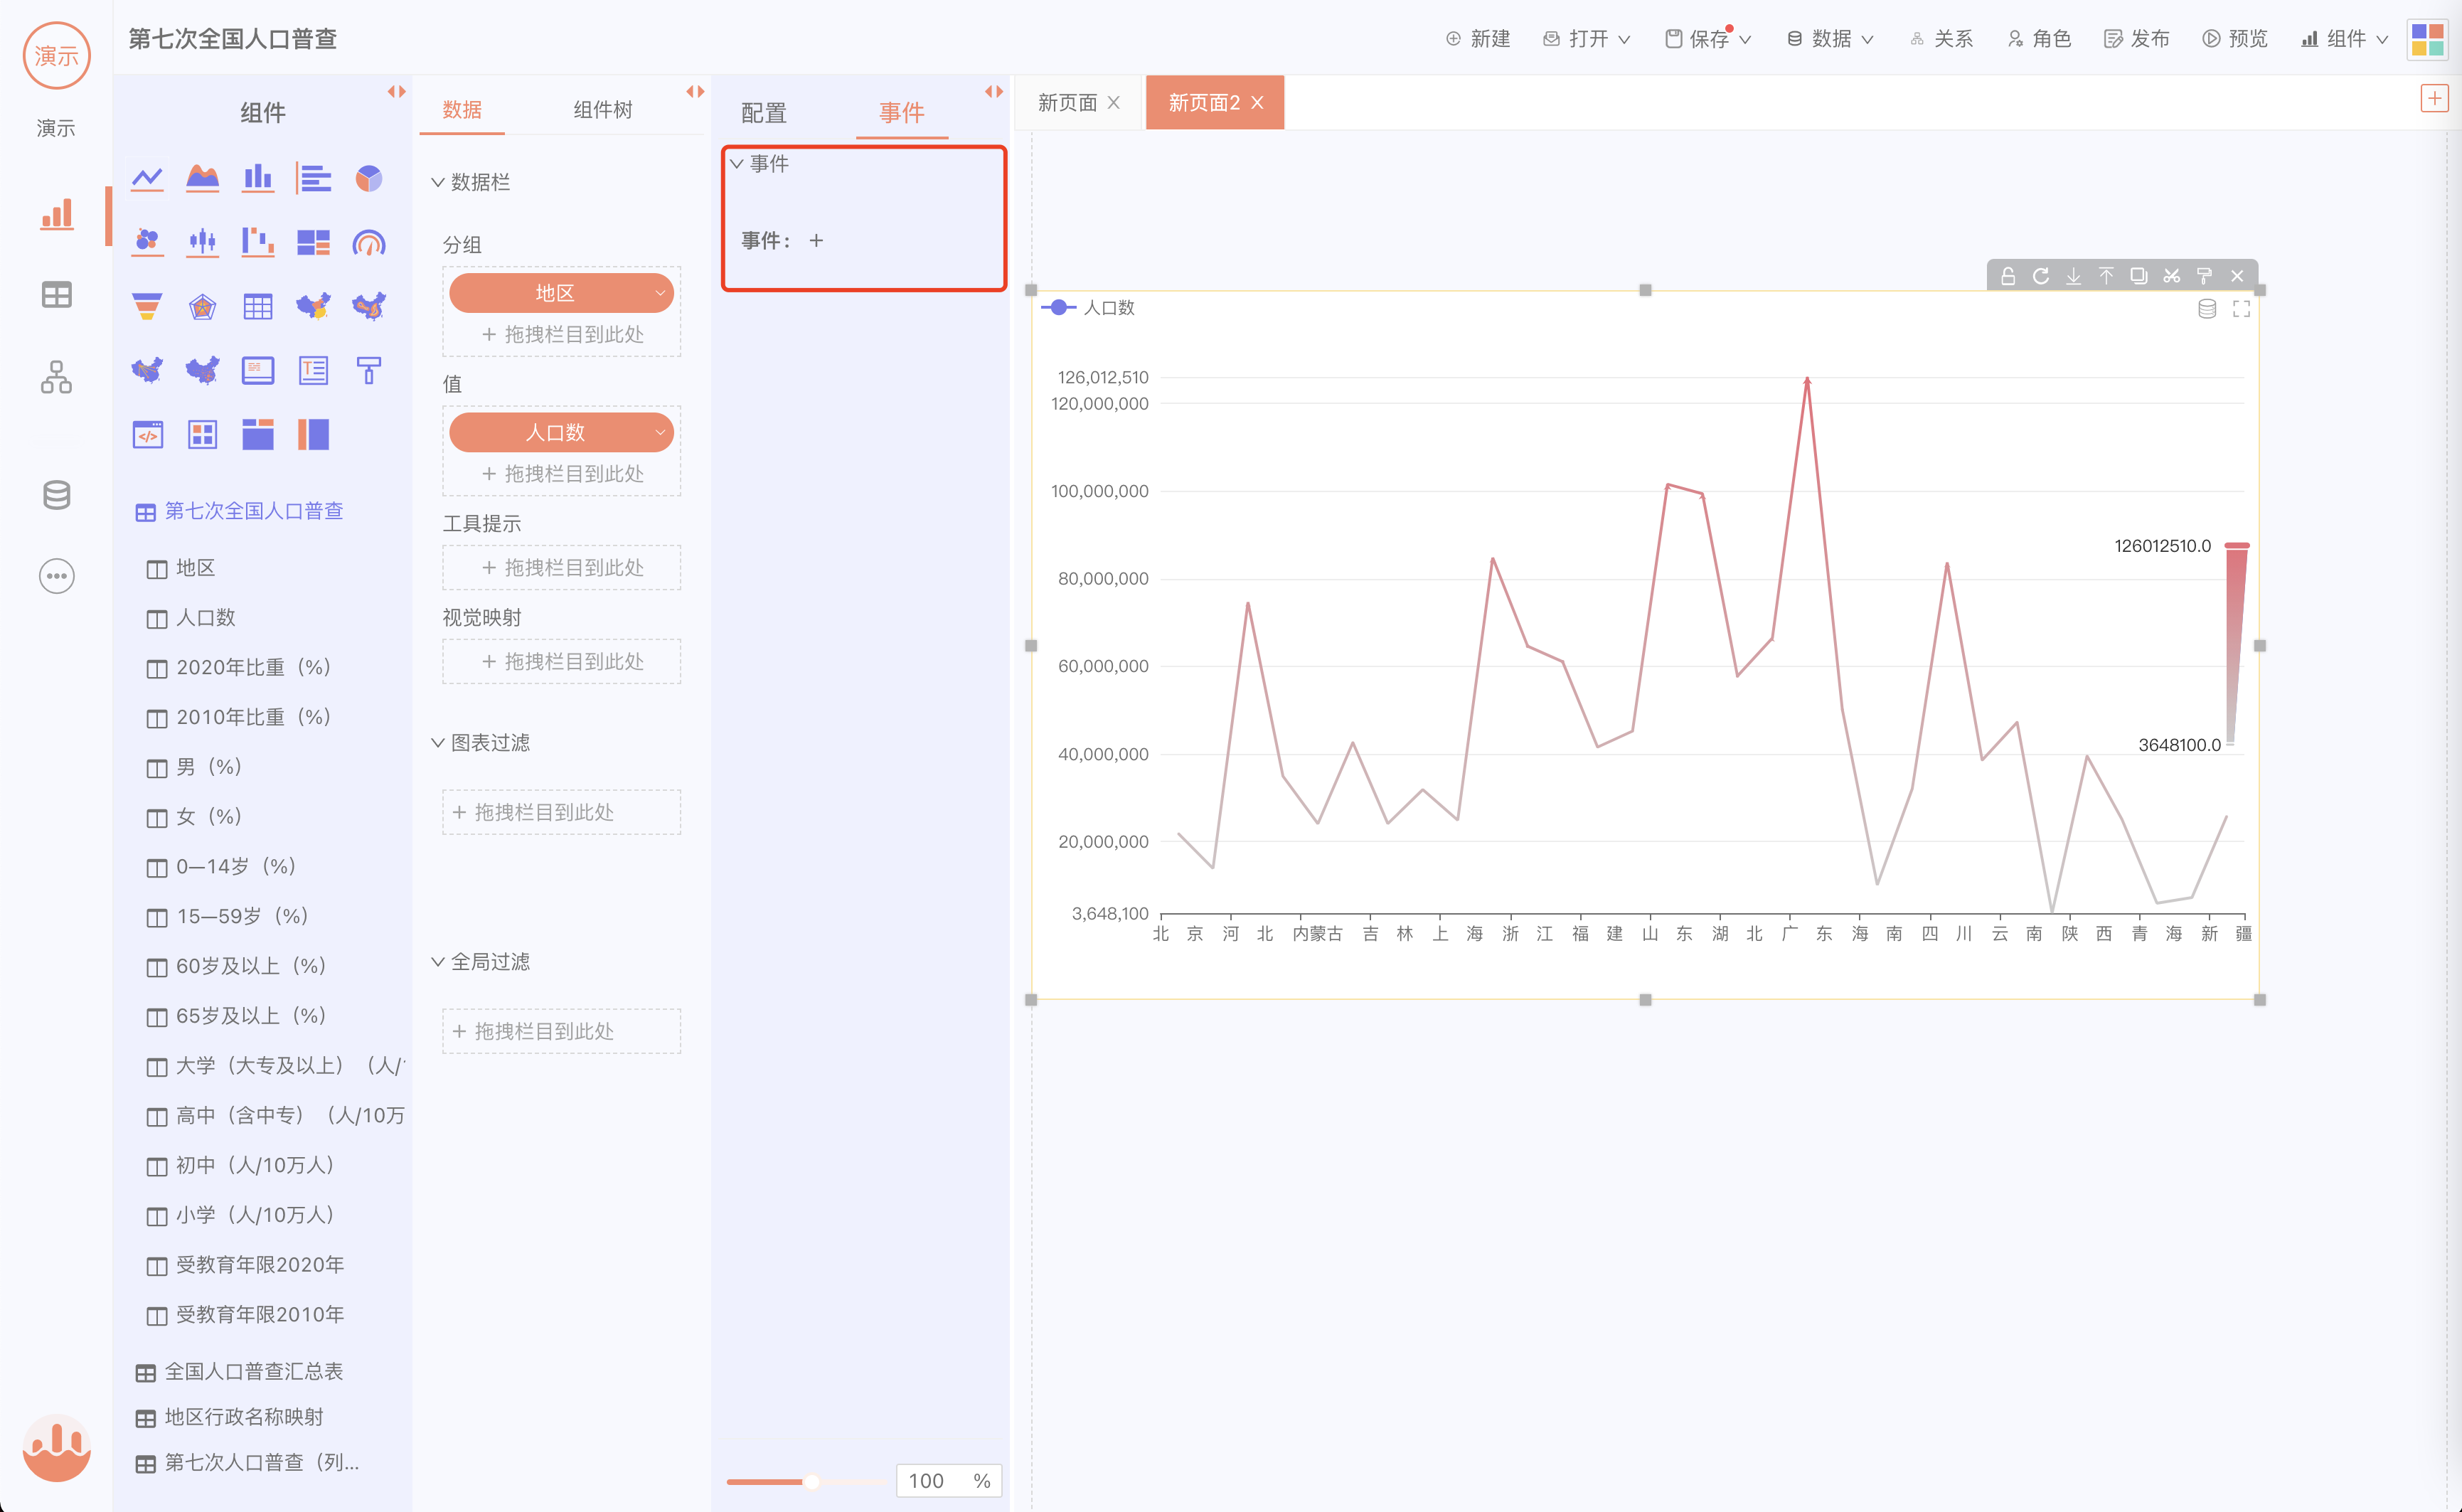 演示
演示
第七次全国人口普查
新建
打开
保存
数据
关系
角色
发布
预览
组件
组件
第七次全国人口普查
地区
人口数
2020年比重（%）
2010年比重（%）
男（%）
女（%）
0—14岁（%）
15—59岁（%）
60岁及以上（%）
65岁及以上（%）
大学（大专及以上）（人/
高中（含中专）（人/10万
初中（人/10万人）
小学（人/10万人）
受教育年限2020年
受教育年限2010年
全国人口普查汇总表
地区行政名称映射
第七次人口普查（列...
数据
组件树
数据栏
分组
地区
+ 拖拽栏目到此处
值
人口数
+ 拖拽栏目到此处
工具提示
+ 拖拽栏目到此处
视觉映射
+ 拖拽栏目到此处
图表过滤
+ 拖拽栏目到此处
全局过滤
+ 拖拽栏目到此处
配置
事件
事件
事件： +
100 %
新页面 X
新页面2 X
人口数
126,012,510
120,000,000
100,000,000
80,000,000
60,000,000
40,000,000
20,000,000
3,648,100
126012510.0
3648100.0
北京 河北 内蒙古 吉林 上海 浙江 福建 山东 湖北 广东 海南 四川 云南 陕西 青海 新疆